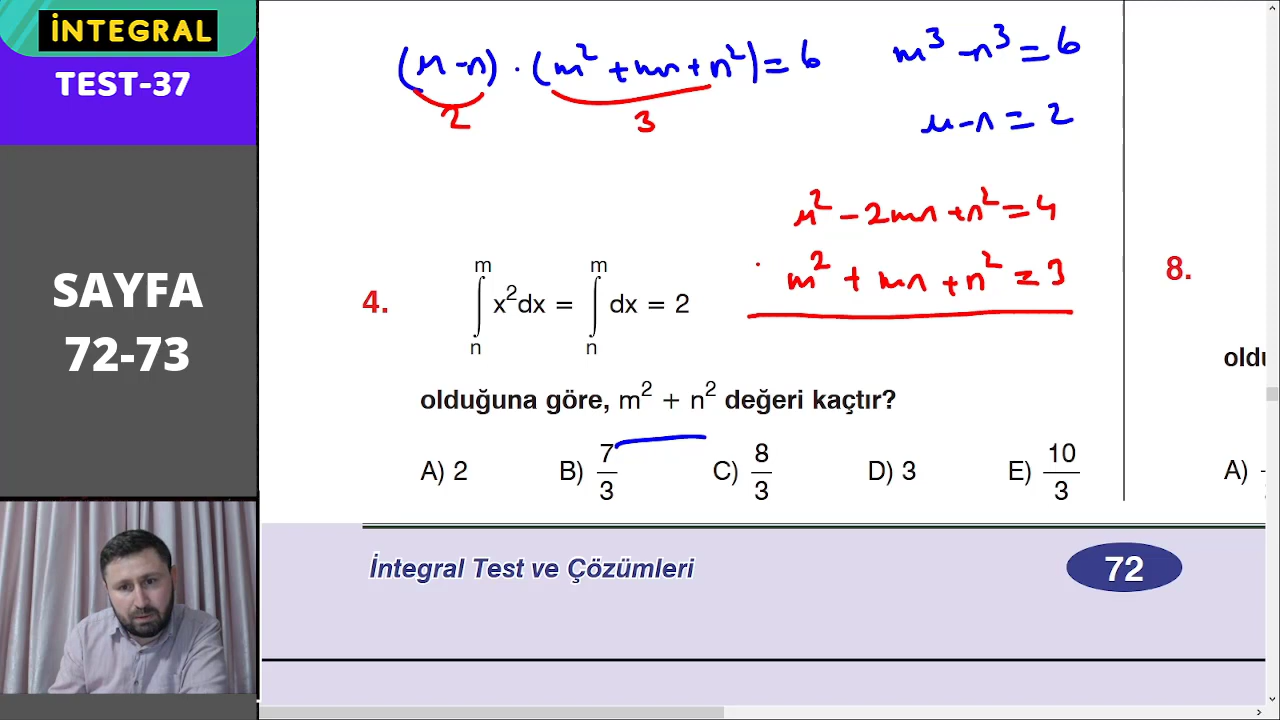 İNTEGRAL
TEST-37
SAYFA
72-73
(m-n)·(m²+mn+n²)=6
2
3
m³-n³=6
m-n=2
m²-2mn+n²=4
m²+mn+n²=3
4. ∫ₙᵐ x²dx = ∫ₙᵐ dx = 2
olduğuna göre, m² + n² değeri kaçtır?
A) 2 B) 7/3 C) 8/3 D) 3 E) 10/3
8.
A)
İntegral Test ve Çözümleri
72